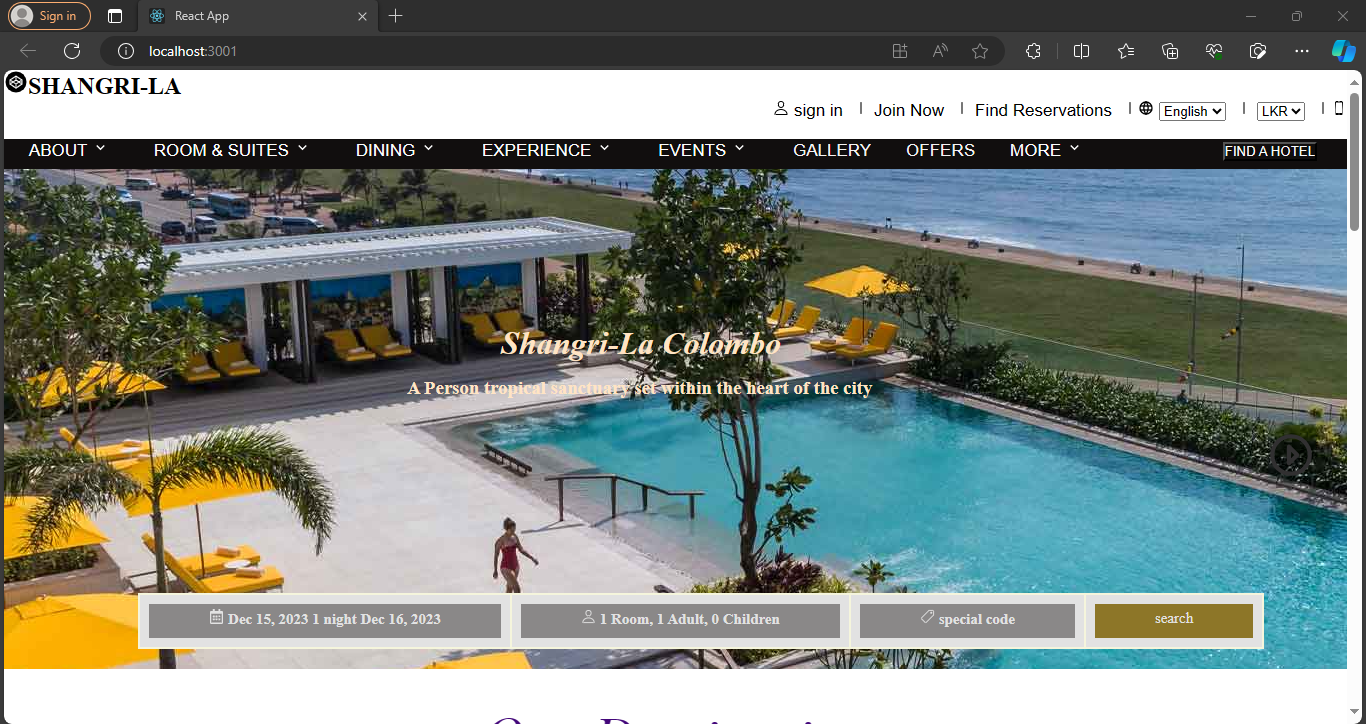 Sign in
React App
localhost:3001
SHANGRI-LA
sign in | Join Now | Find Reservations | English | LKR |
ABOUT ROOM & SUITES DINING EXPERIENCE EVENTS GALLERY OFFERS MORE FIND A HOTEL
Shangri-La Colombo
A Person tropical sanctuary set within the heart of the city
Dec 15, 2023 1 night Dec 16, 2023 1 Room, 1 Adult, 0 Children special code search